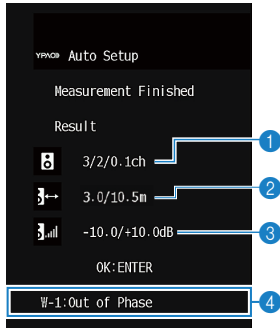 YPAO Auto Setup
Measurement Finished
Result
3/2/0.1ch
1
3.0/10.5m
2
-10.0/+10.0dB
3
OK:ENTER
W-1:Out of Phase
4